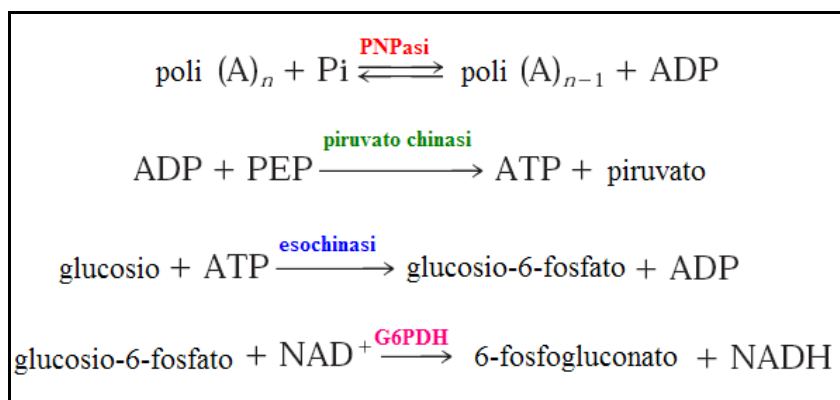 PNPasi
poli (A)n + Pi ⇌ poli (A)n−1 + ADP
piruvato chinasi
ADP + PEP ⟶ ATP + piruvato
esochinasi
glucosio + ATP ⟶ glucosio-6-fosfato + ADP
G6PDH
glucosio-6-fosfato + NAD+ ⟶ 6-fosfogluconato + NADH